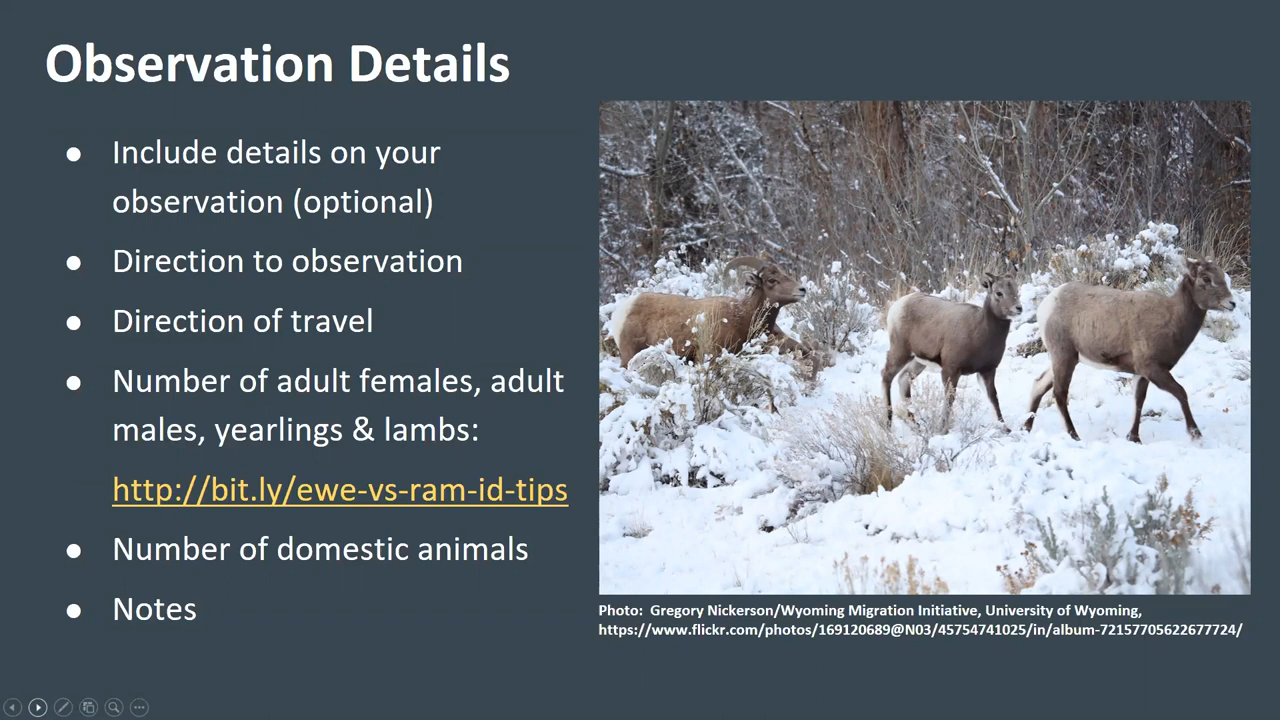 Observation Details
● Include details on your
observation (optional)
● Direction to observation
● Direction of travel
● Number of adult females, adult
males, yearlings & lambs:
http://bit.ly/ewe-vs-ram-id-tips
● Number of domestic animals
● Notes
Photo:  Gregory Nickerson/Wyoming Migration Initiative, University of Wyoming,
https://www.flickr.com/photos/169120689@N03/45754741025/in/album-72157705622677724/